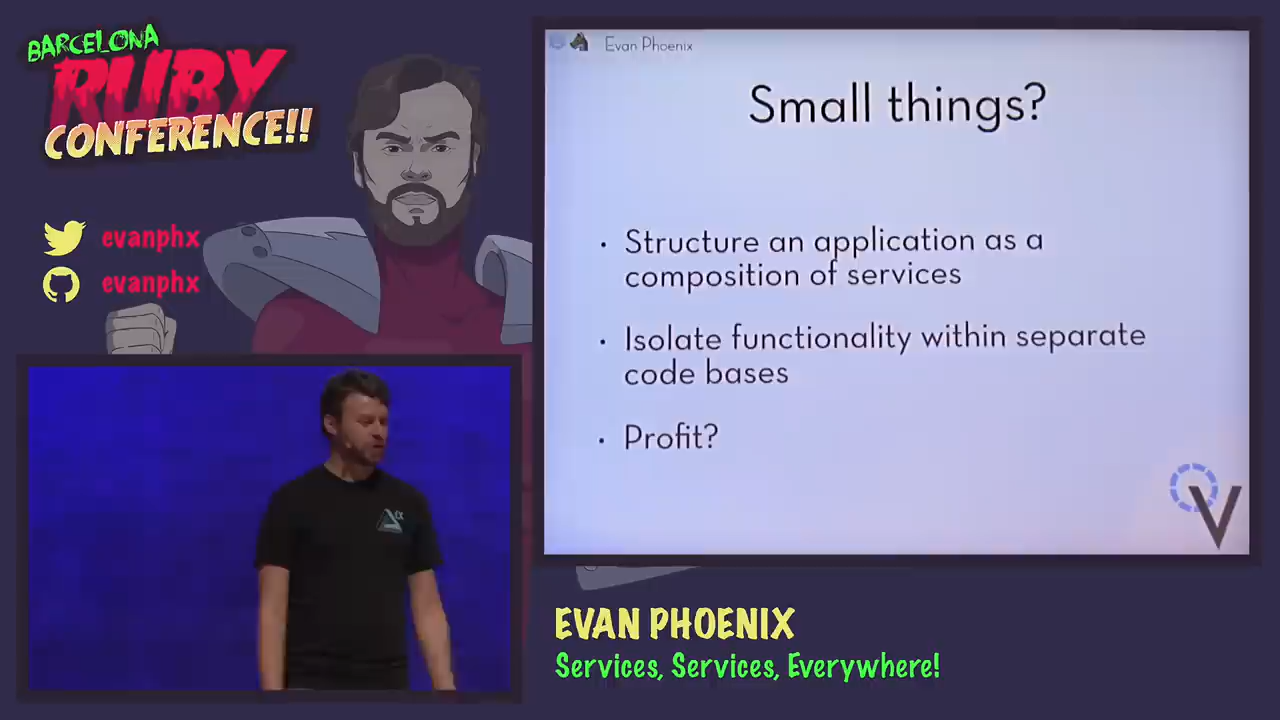 BARCELONA
RUBY
CONFERENCE!!
evanphx
evanphx
Evan Phoenix
Small things?
• Structure an application as a
composition of services
• Isolate functionality within separate
code bases
• Profit?
V
EVAN PHOENIX
Services, Services, Everywhere!